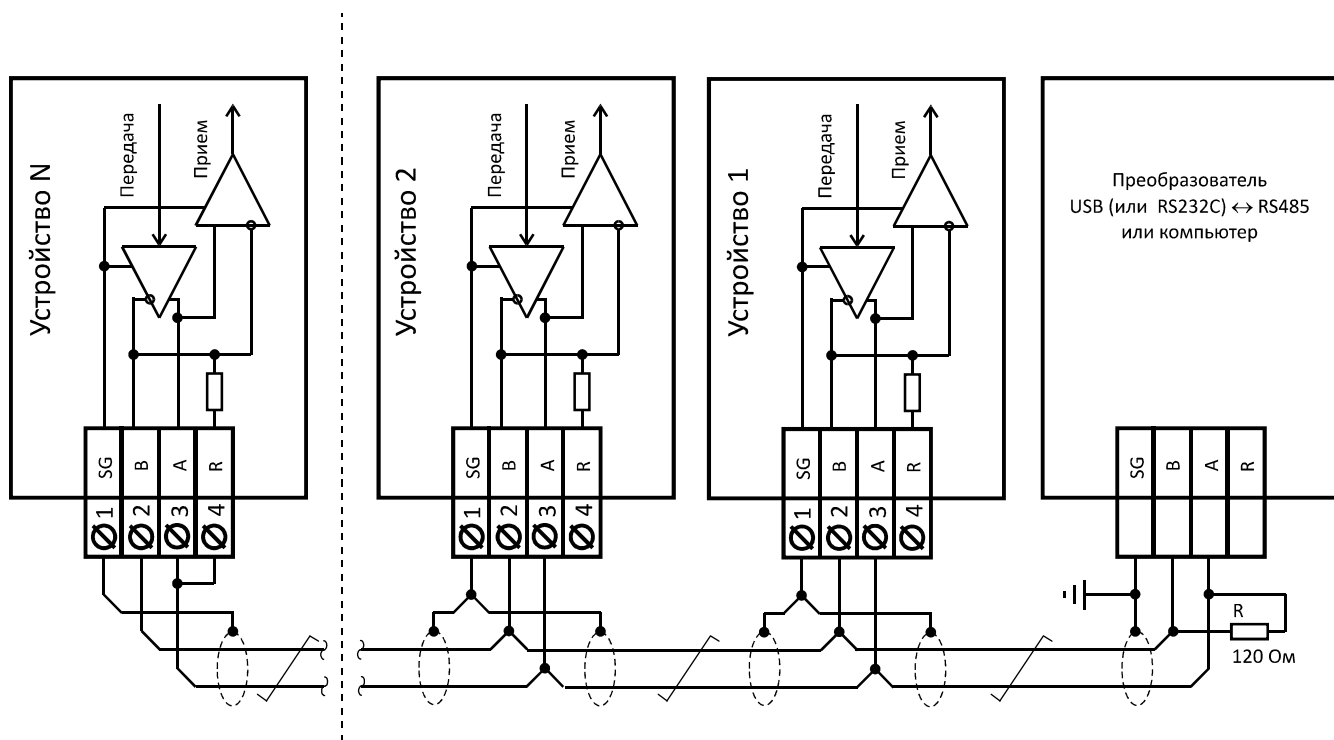 Устройство N
Передача
Прием
SG
B
A
R
1
2
3
4
Устройство 2
Передача
Прием
SG
B
A
R
1
2
3
4
Устройство 1
Передача
Прием
SG
B
A
R
1
2
3
4
Преобразователь
USB (или RS232C) ↔ RS485
или компьютер
SG
B
A
R
R
120 Ом